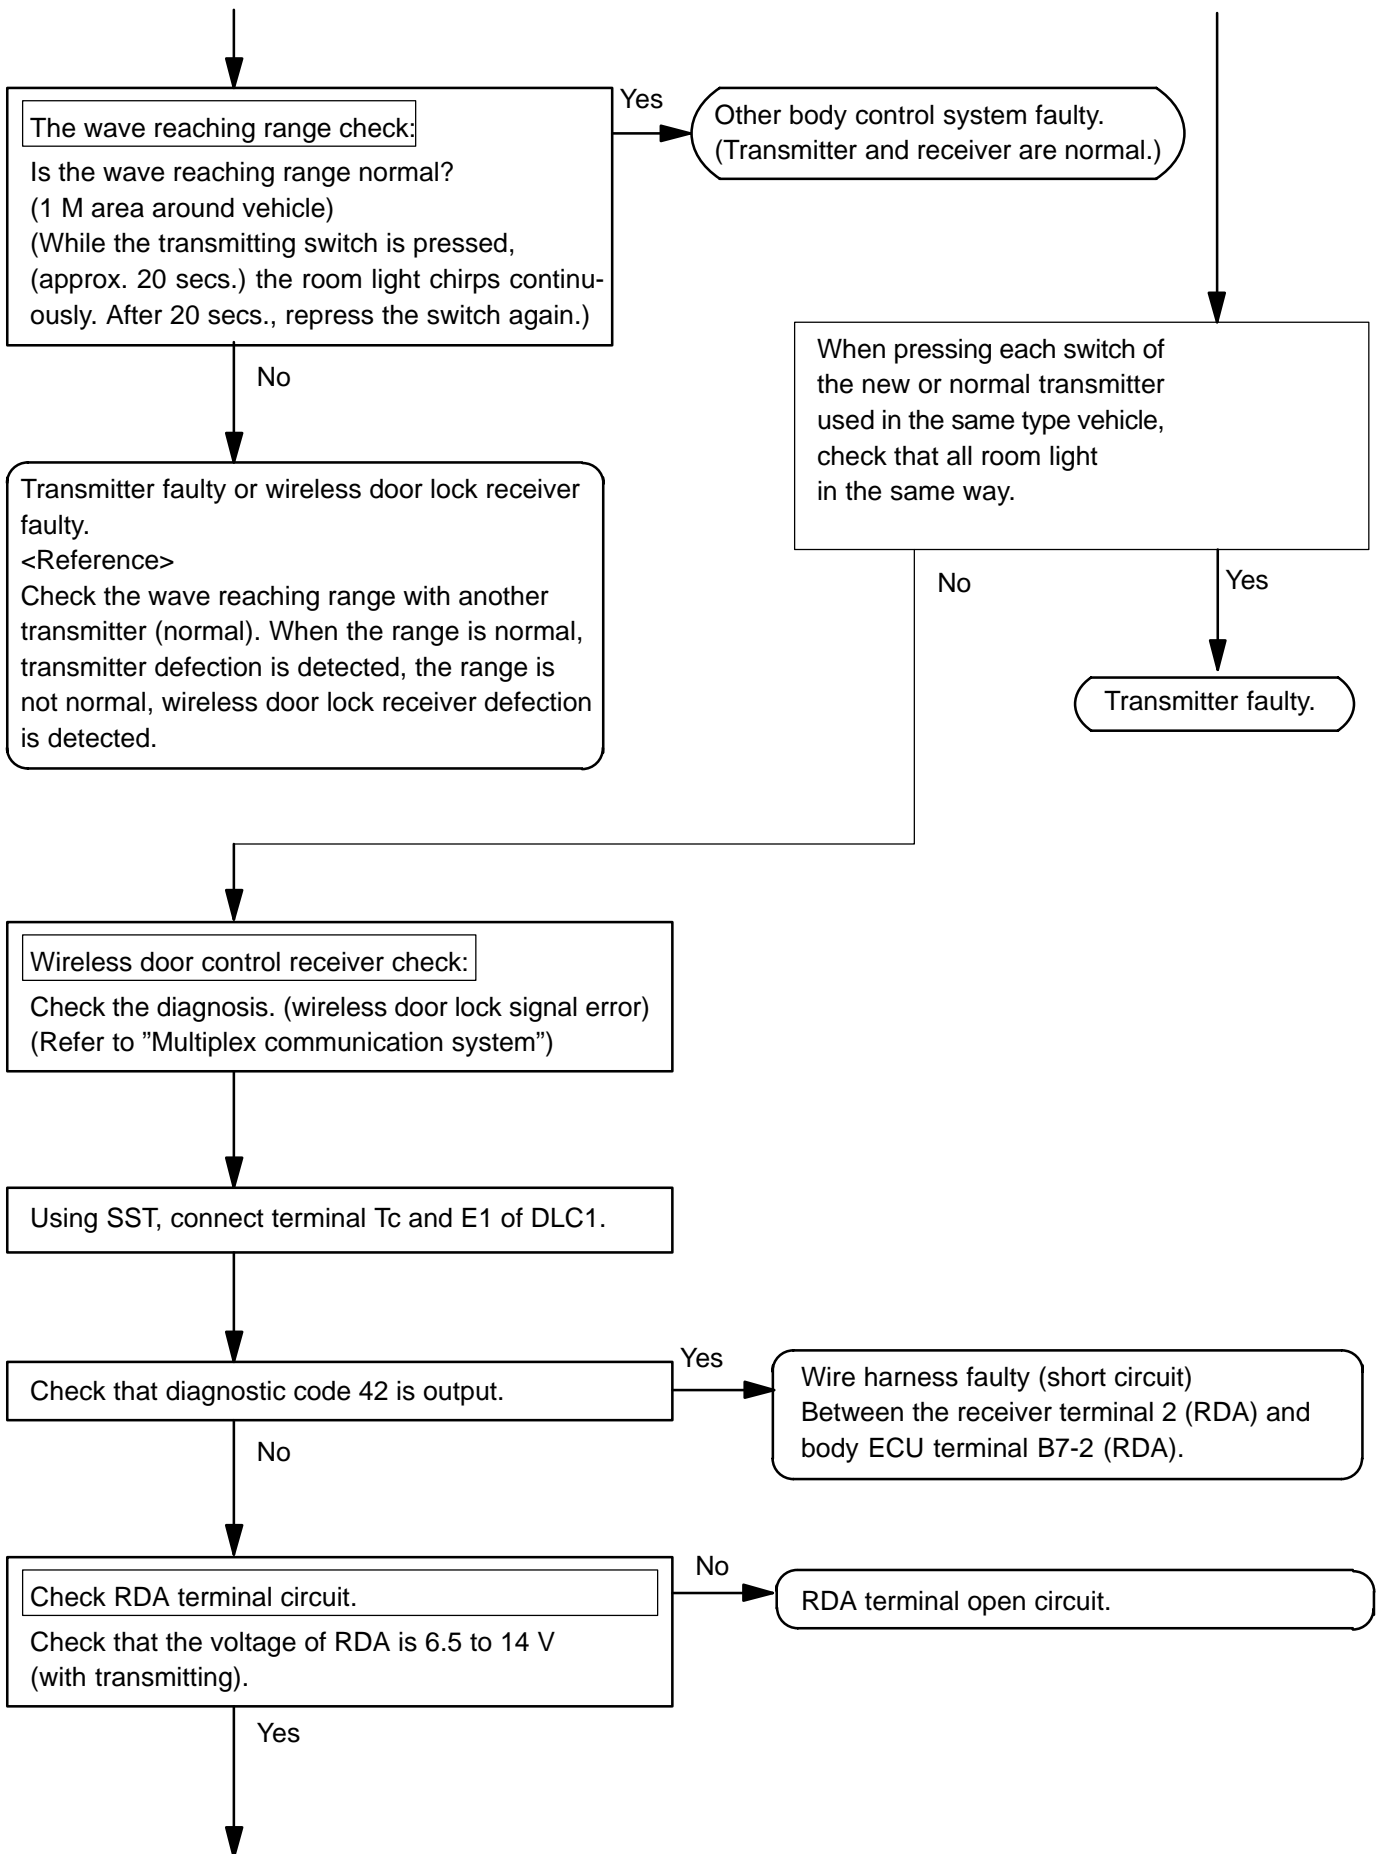 The wave reaching range check:
Is the wave reaching range normal?
(1 M area around vehicle)
(While the transmitting switch is pressed,
(approx. 20 secs.) the room light chirps continu-
ously. After 20 secs., repress the switch again.)
Yes
Other body control system faulty.
(Transmitter and receiver are normal.)
No
When pressing each switch of
the new or normal transmitter
used in the same type vehicle,
check that all room light
in the same way.
Transmitter faulty or wireless door lock receiver
faulty.
<Reference>
Check the wave reaching range with another
transmitter (normal). When the range is normal,
transmitter defection is detected, the range is
not normal, wireless door lock receiver defection
is detected.
No
Yes
Transmitter faulty.
Wireless door control receiver check:
Check the diagnosis. (wireless door lock signal error)
(Refer to ”Multiplex communication system”)
Using SST, connect terminal Tc and E1 of DLC1.
Check that diagnostic code 42 is output.
Yes
Wire harness faulty (short circuit)
Between the receiver terminal 2 (RDA) and
body ECU terminal B7-2 (RDA).
No
Check RDA terminal circuit.
Check that the voltage of RDA is 6.5 to 14 V
(with transmitting).
No
RDA terminal open circuit.
Yes